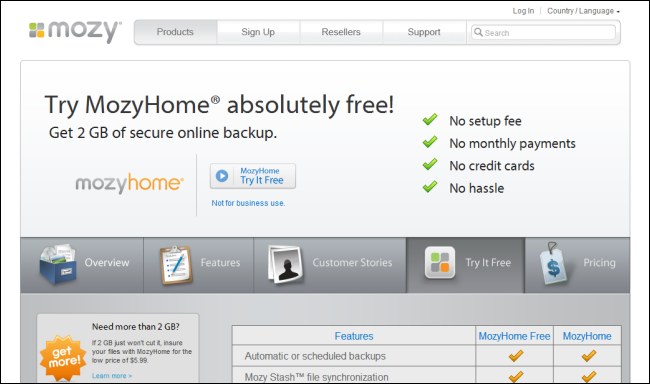 Log In | Country / Language
mozy®
Products
Sign Up
Resellers
Support
Search
Try MozyHome® absolutely free!
Get 2 GB of secure online backup.
No setup fee
No monthly payments
No credit cards
No hassle
mozyhome®
MozyHome
Try It Free
Not for business use.
Overview
Features
Customer Stories
Try It Free
Pricing
get
more!
Need more than 2 GB?
If 2 GB just won't cut it, insure
your files with MozyHome for the
low price of $5.99.
Learn more >
Features
MozyHome Free
MozyHome
Automatic or scheduled backups
Mozy Stash™ file synchronization